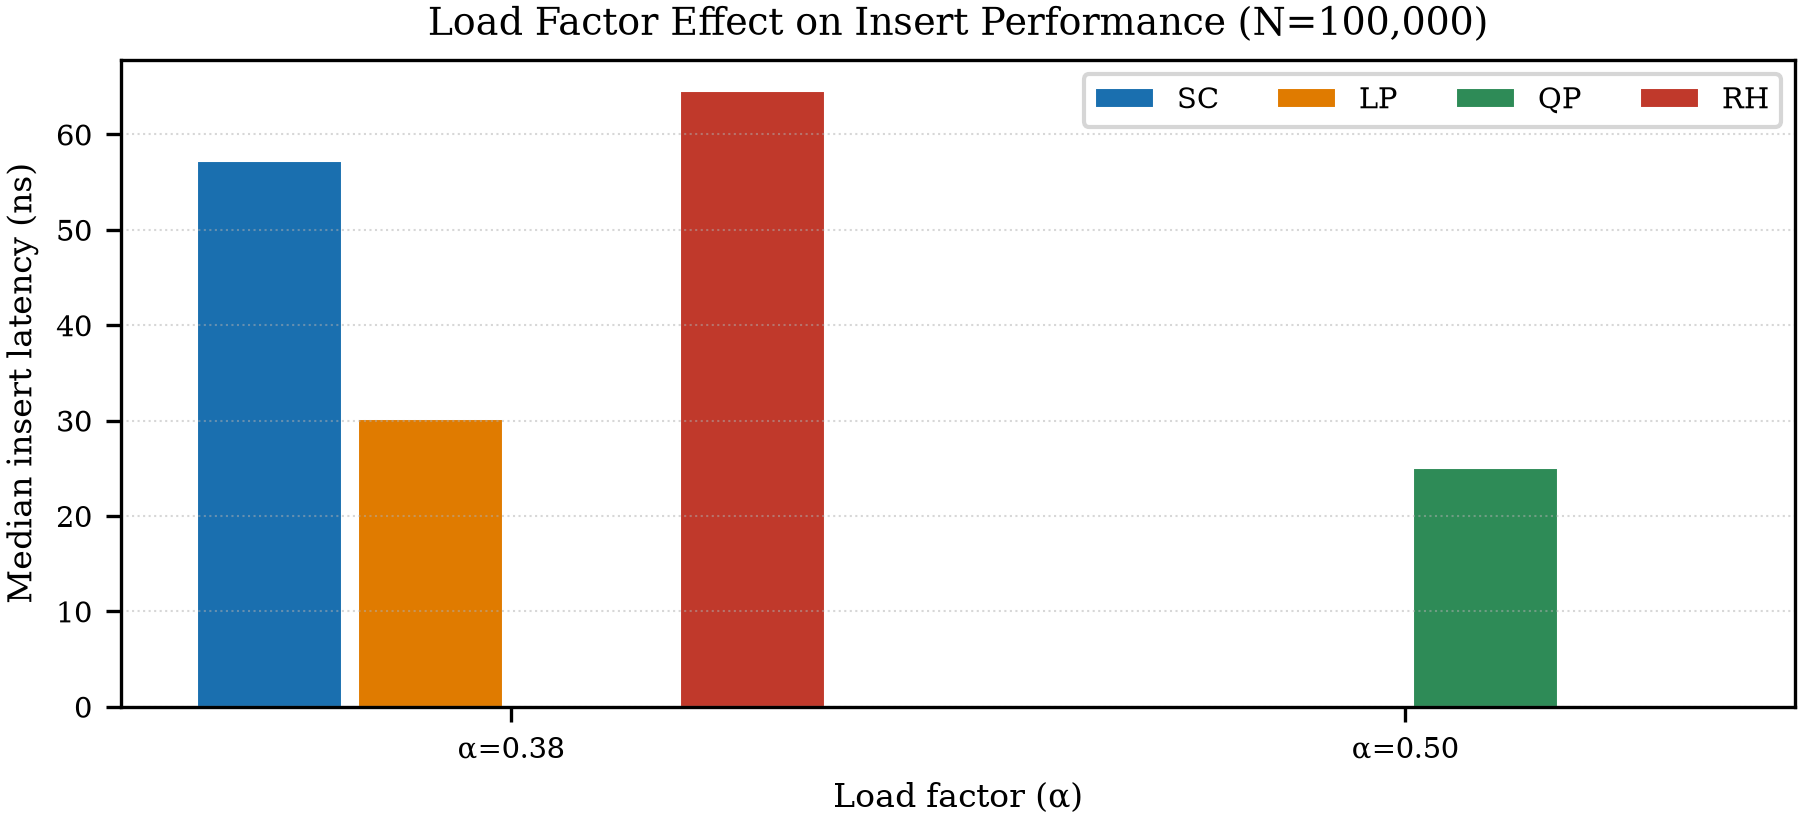 Load Factor Effect on Insert Performance (N=100,000)
SC LP QP RH
Median insert latency (ns)
60
50
40
30
20
10
0
α=0.38 α=0.50
Load factor (α)